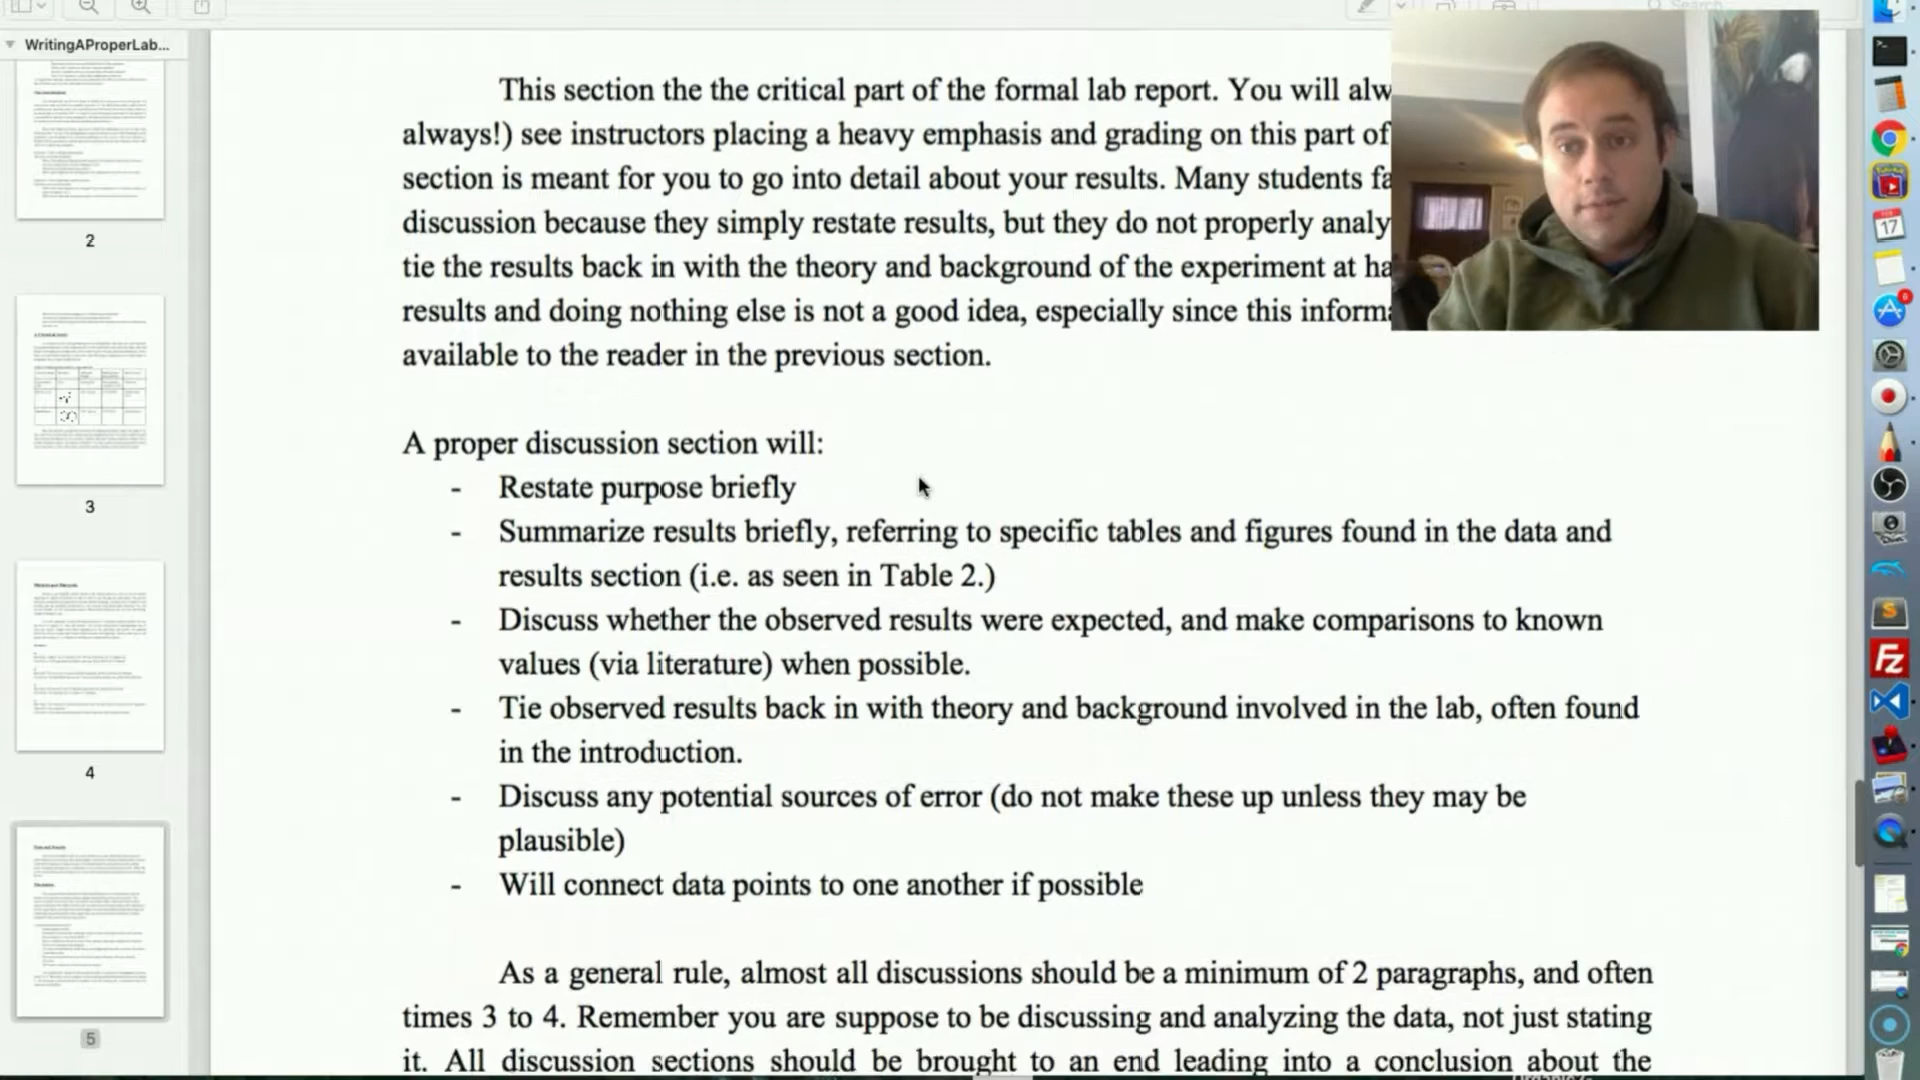 Search
WritingAProperLab...
This section the the critical part of the formal lab report. You will alw
always!) see instructors placing a heavy emphasis and grading on this part of
section is meant for you to go into detail about your results. Many students fa
discussion because they simply restate results, but they do not properly analy
tie the results back in with the theory and background of the experiment at ha
results and doing nothing else is not a good idea, especially since this informa
available to the reader in the previous section.
A proper discussion section will:
- Restate purpose briefly
- Summarize results briefly, referring to specific tables and figures found in the data and
results section (i.e. as seen in Table 2.)
- Discuss whether the observed results were expected, and make comparisons to known
values (via literature) when possible.
- Tie observed results back in with theory and background involved in the lab, often found
in the introduction.
- Discuss any potential sources of error (do not make these up unless they may be
plausible)
- Will connect data points to one another if possible
As a general rule, almost all discussions should be a minimum of 2 paragraphs, and often
times 3 to 4. Remember you are suppose to be discussing and analyzing the data, not just stating
it. All discussion sections should be brought to an end leading into a conclusion about the
2
3
4
5
17
S
FZ